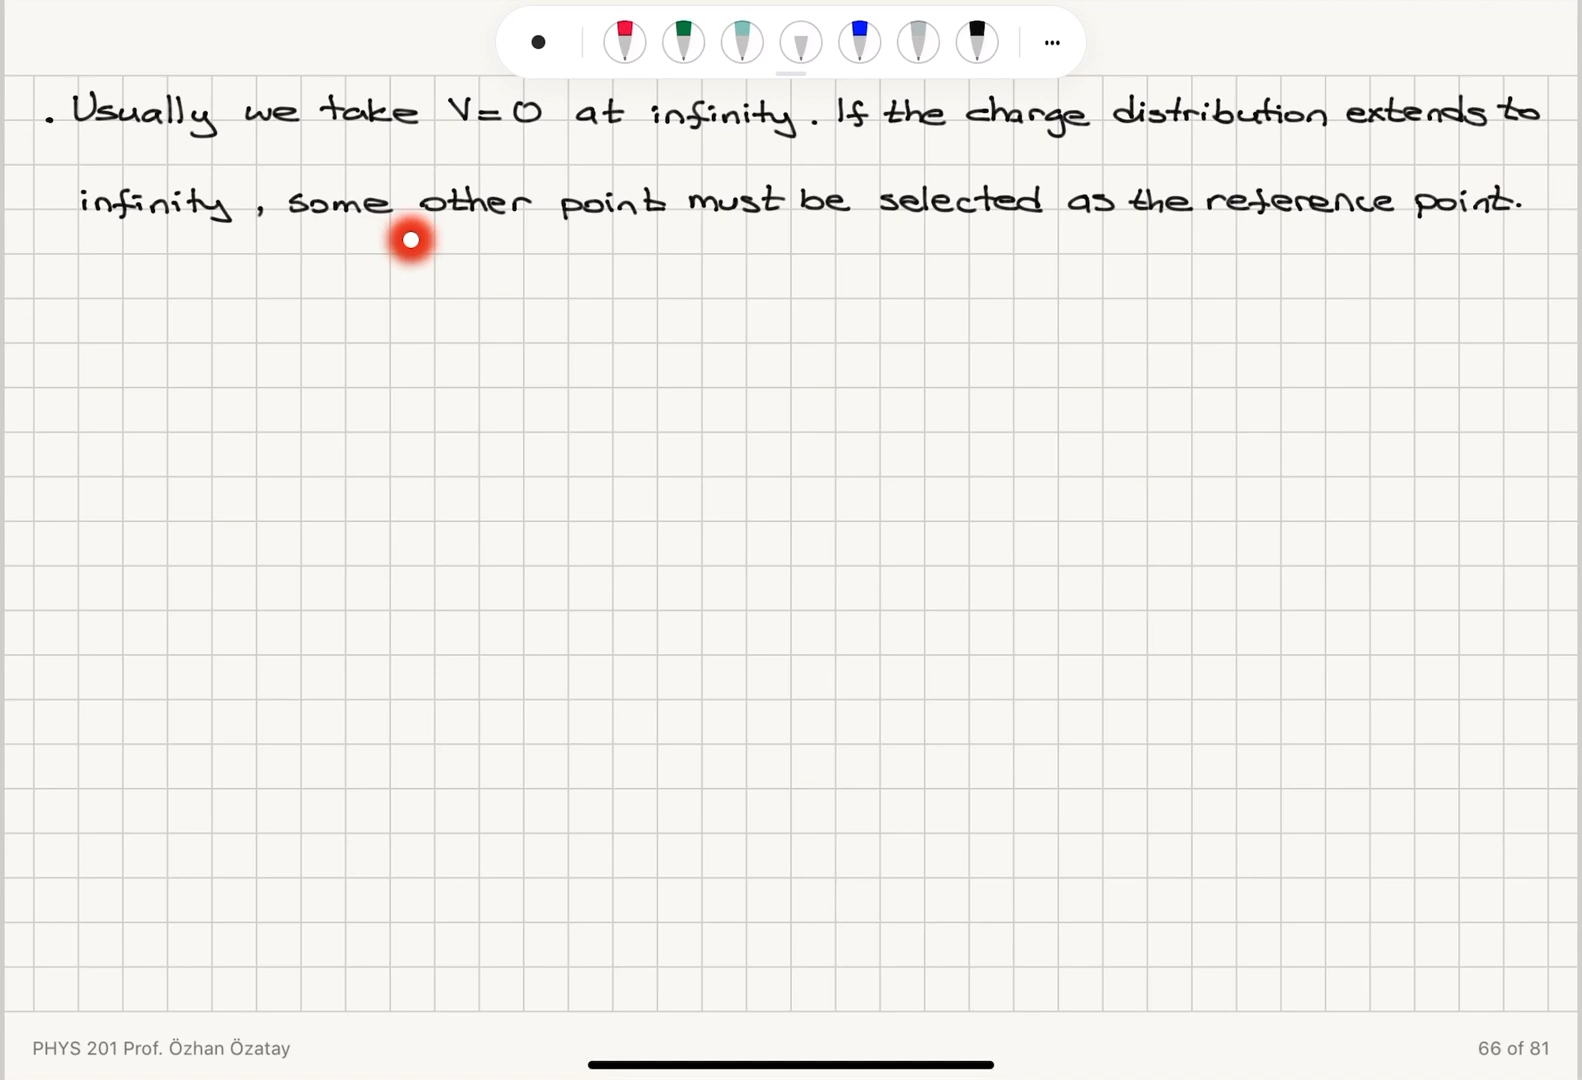 . Usually we take V=0 at infinity. If the charge distribution extends to
infinity, some other point must be selected as the reference point.
PHYS 201 Prof. Özhan Özatay
66 of 81